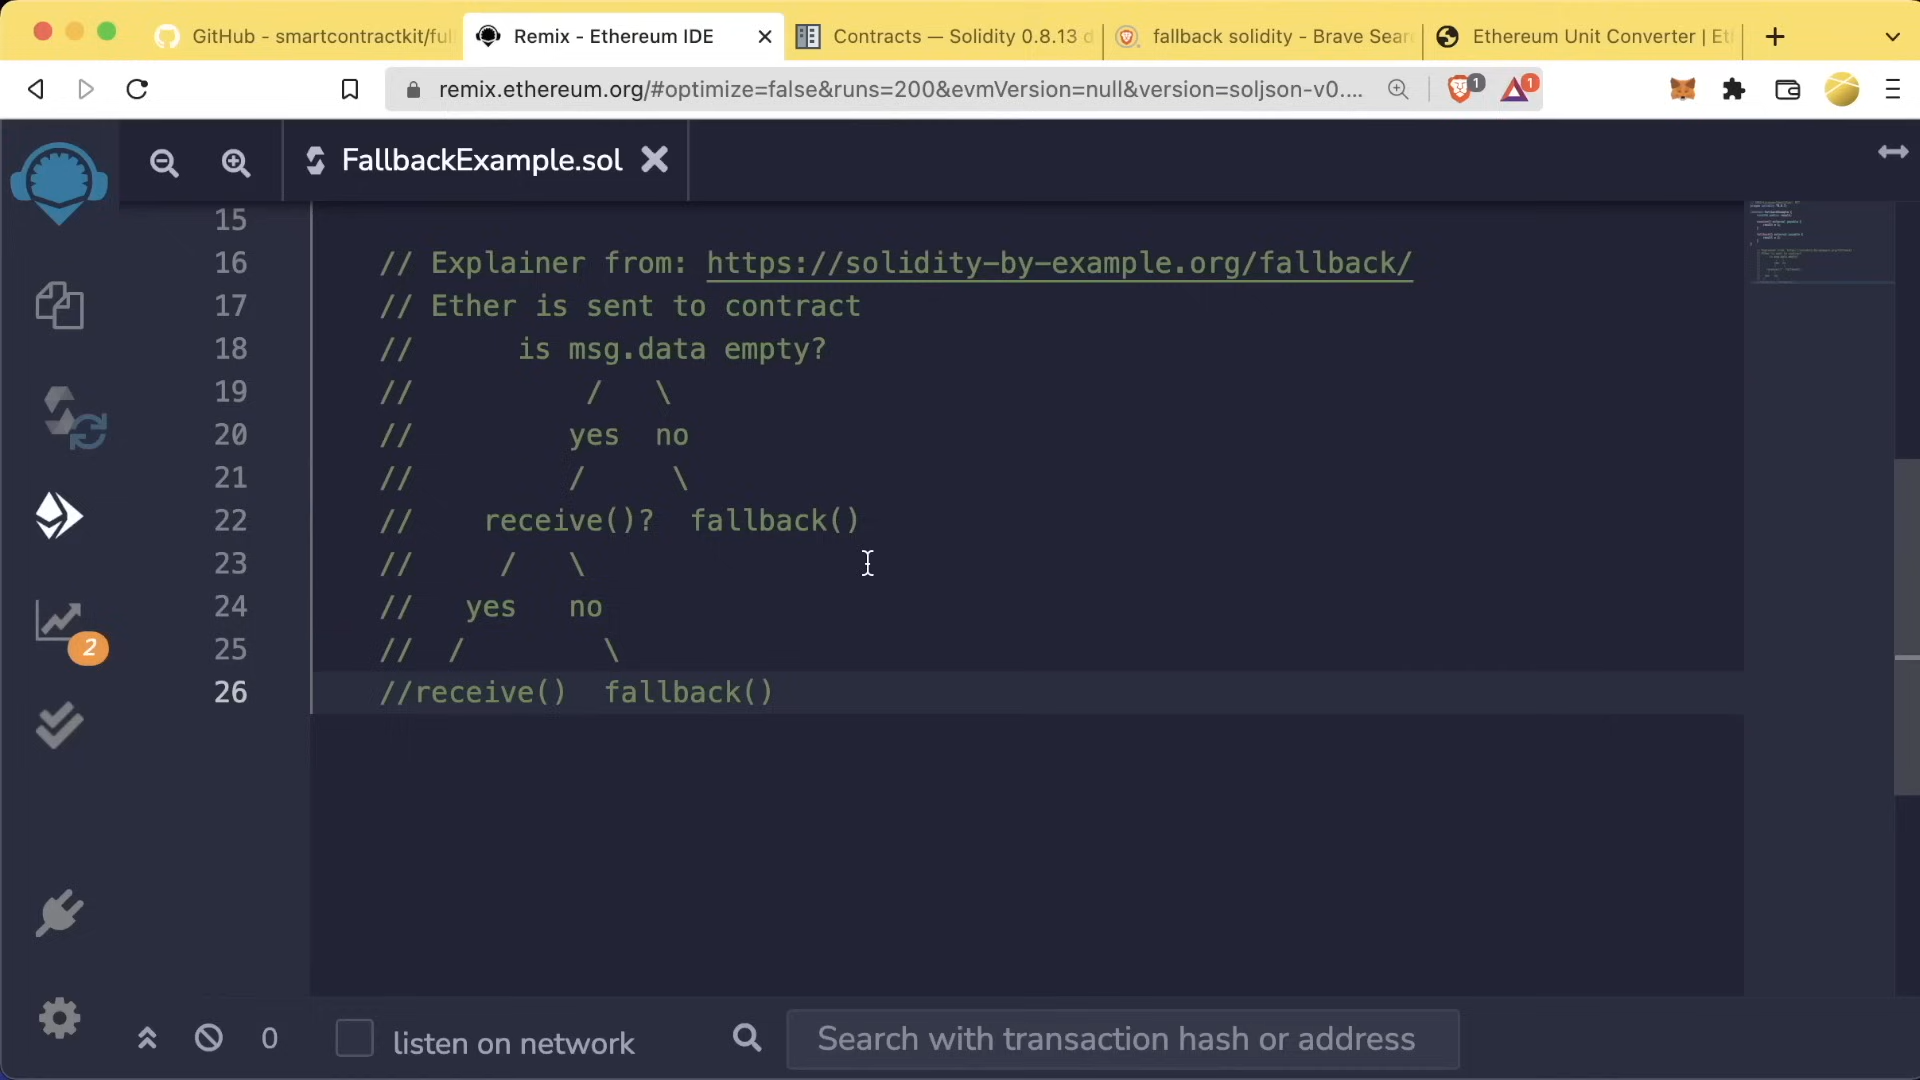 GitHub - smartcontractkit/ful
Remix - Ethereum IDE
Contracts — Solidity 0.8.13 d
fallback solidity - Brave Sear
Ethereum Unit Converter | Et
remix.ethereum.org/#optimize=false&runs=200&evmVersion=null&version=soljson-v0....
1
1
FallbackExample.sol
15
16 // Explainer from: https://solidity-by-example.org/fallback/
17 // Ether is sent to contract
18 //      is msg.data empty?
19 //          /   \
20 //         yes  no
21 //         /     \
22 //    receive()?  fallback()
23 //     /   \
24 //   yes   no
25 //  /        \
26 //receive()  fallback()
2
0
listen on network
Search with transaction hash or address